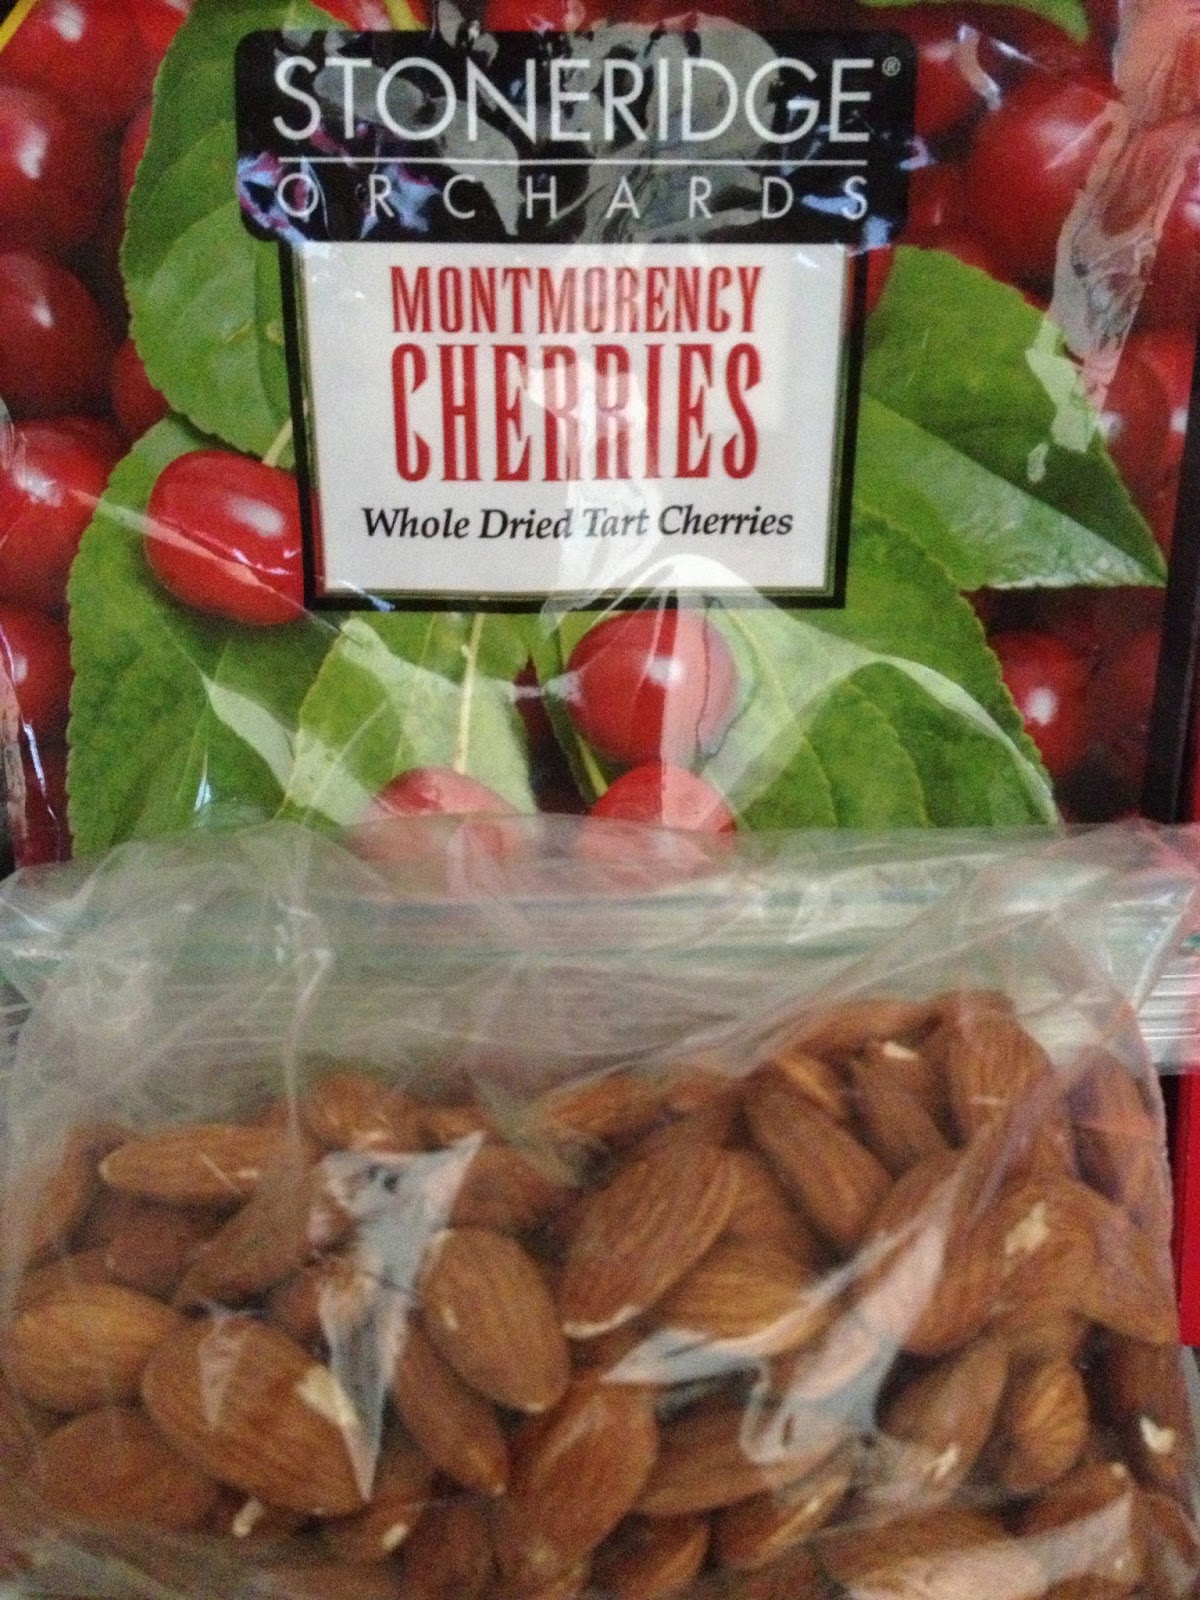 STONERIDGE®
ORCHARDS
MONTMORENCY
CHERRIES
Whole Dried Tart Cherries